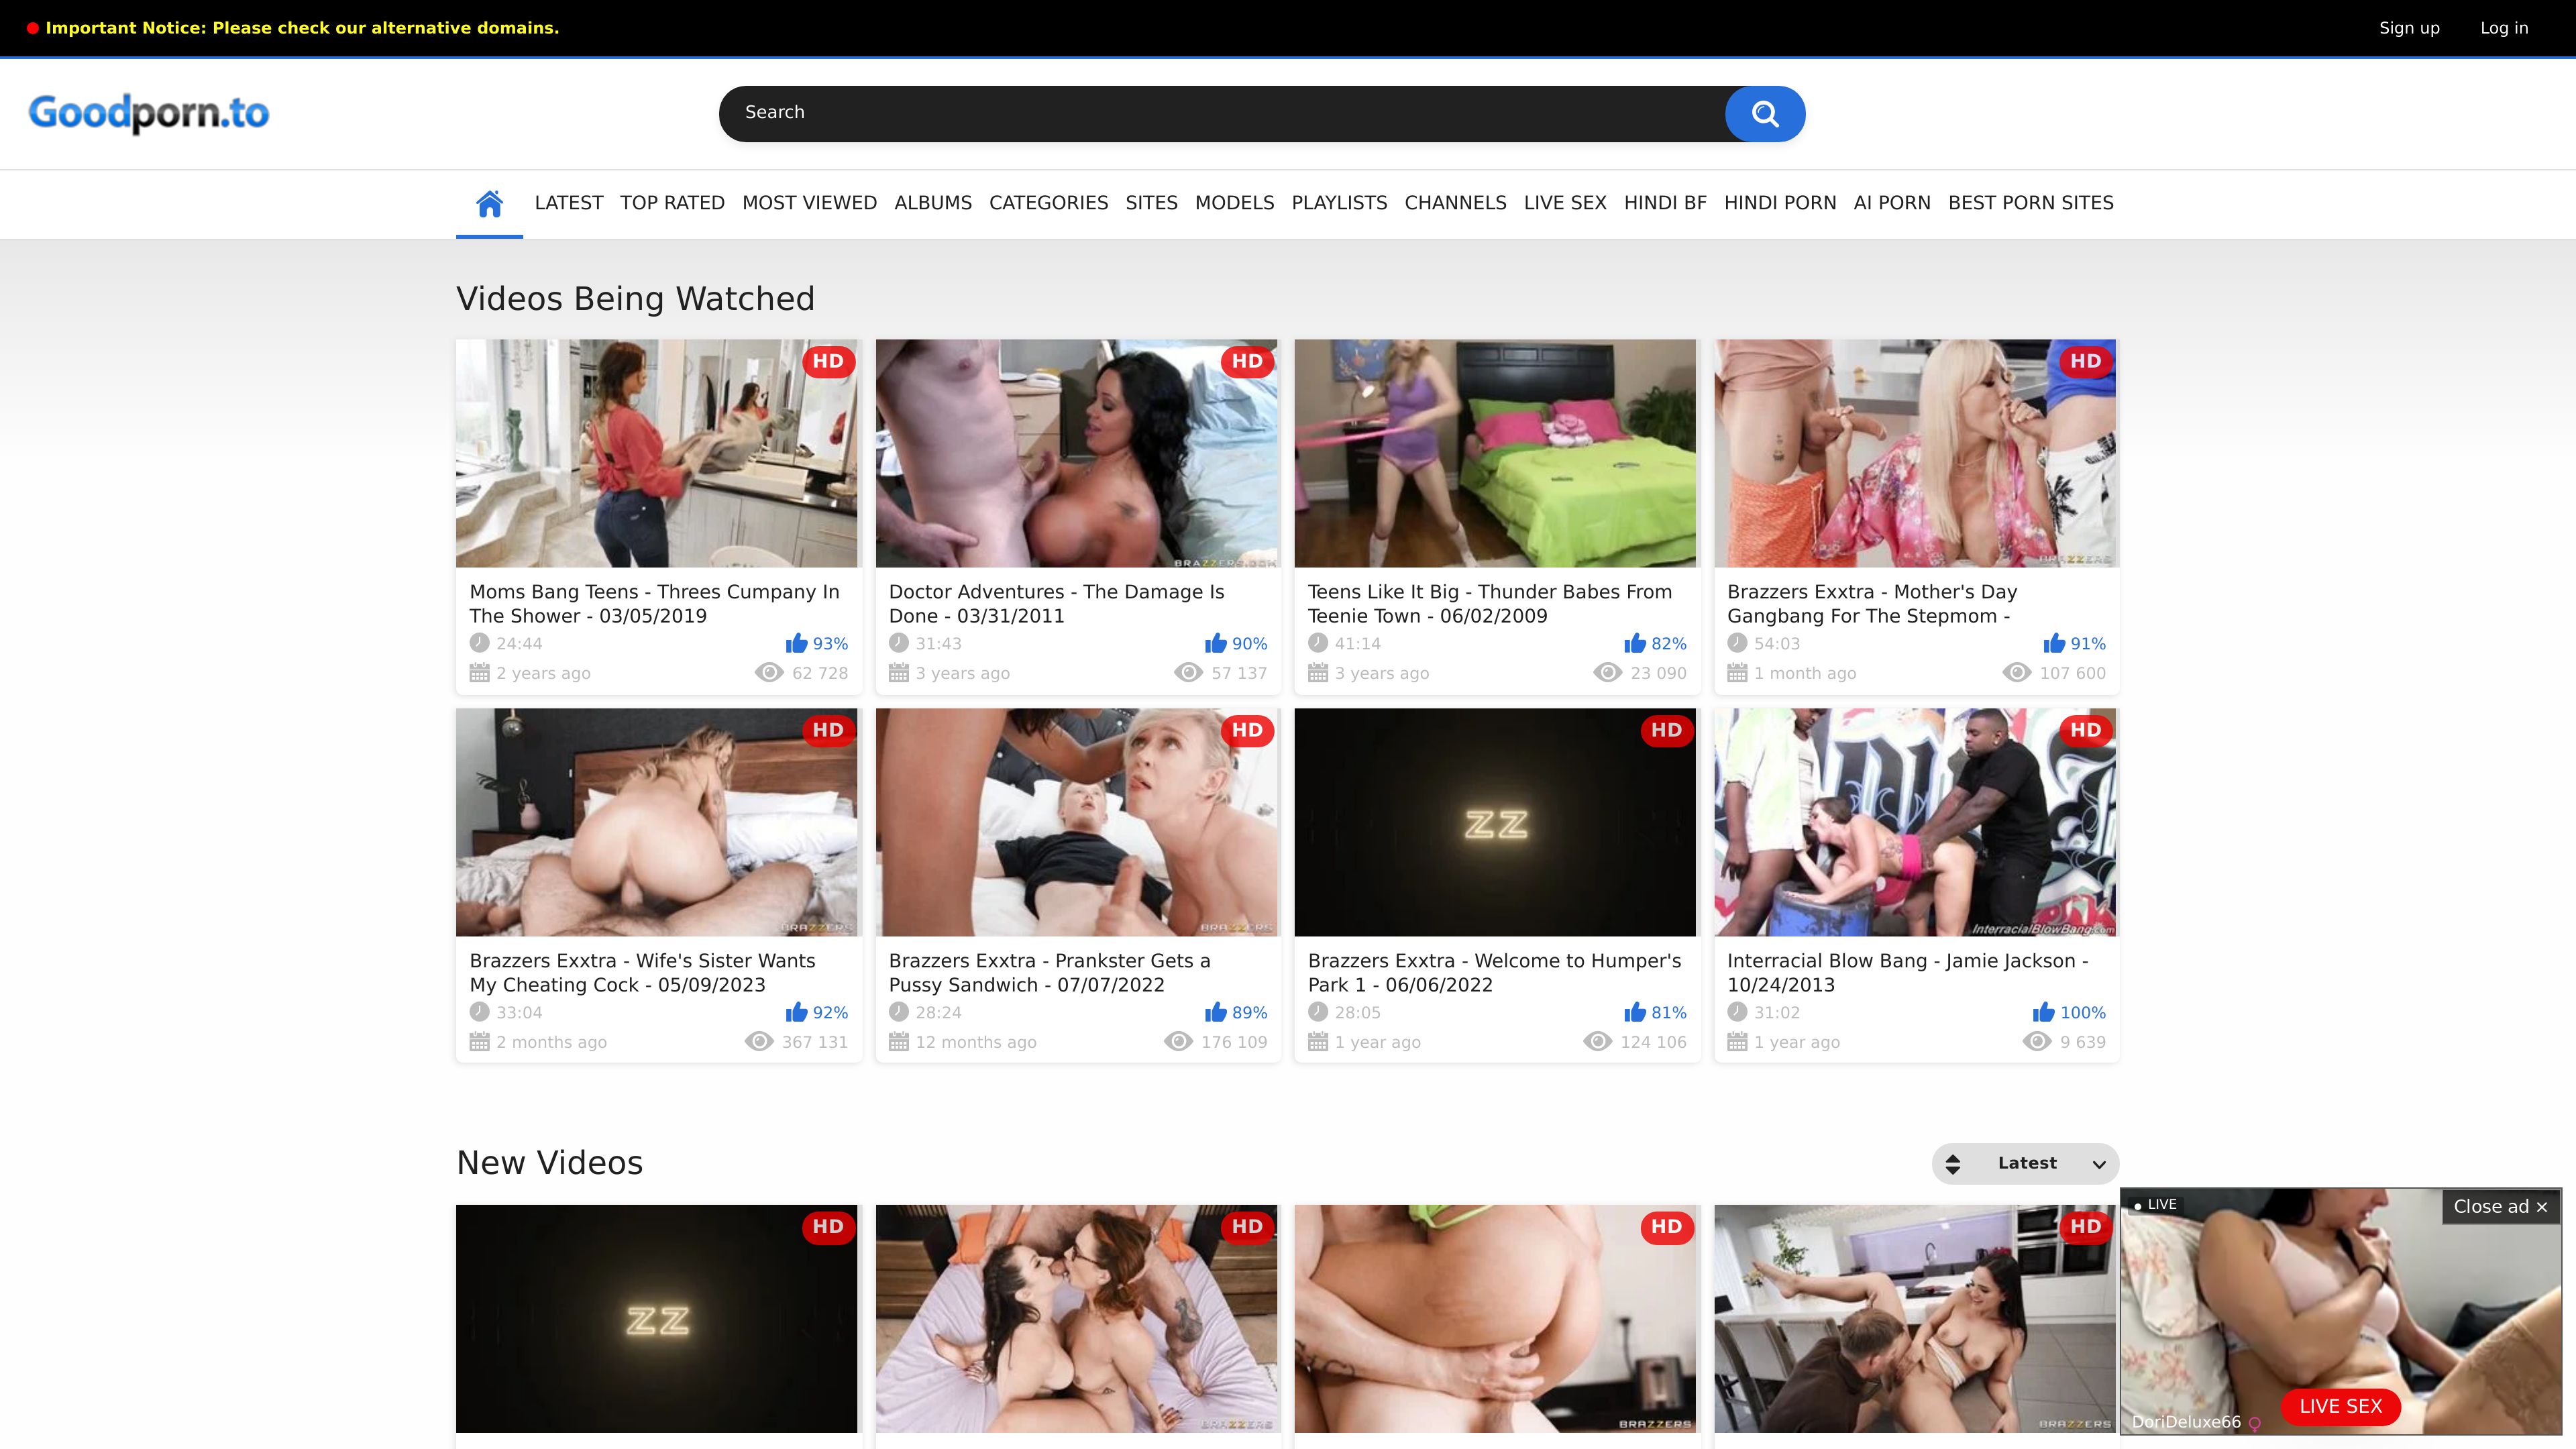 Important Notice: Please check our alternative domains.
Sign up
Log in
Goodporn.to
Search
LATEST TOP RATED MOST VIEWED ALBUMS CATEGORIES SITES MODELS PLAYLISTS CHANNELS LIVE SEX HINDI BF HINDI PORN AI PORN BEST PORN SITES
Videos Being Watched
HD
BRAZZERS.COM
HD
HD
BRAZZERS
Moms Bang Teens - Threes Cumpany In
The Shower - 03/05/2019
24:44 93%
2 years ago 62 728
Doctor Adventures - The Damage Is
Done - 03/31/2011
31:43 90%
3 years ago 57 137
Teens Like It Big - Thunder Babes From
Teenie Town - 06/02/2009
41:14 82%
3 years ago 23 090
Brazzers Exxtra - Mother's Day
Gangbang For The Stepmom -
54:03 91%
1 month ago 107 600
HD
BRAZZERS
HD
BRAZZERS
HD
ZZ
HD
InterracialBlowBang.com
Brazzers Exxtra - Wife's Sister Wants
My Cheating Cock - 05/09/2023
33:04 92%
2 months ago 367 131
Brazzers Exxtra - Prankster Gets a
Pussy Sandwich - 07/07/2022
28:24 89%
12 months ago 176 109
Brazzers Exxtra - Welcome to Humper's
Park 1 - 06/06/2022
28:05 81%
1 year ago 124 106
Interracial Blow Bang - Jamie Jackson -
10/24/2013
31:02 100%
1 year ago 9 639
New Videos
Latest
HD
ZZ
HD
BRAZZERS
HD
BRAZZERS
HD
BRAZZERS
LIVE
Close ad ×
LIVE SEX
DoriDeluxe66